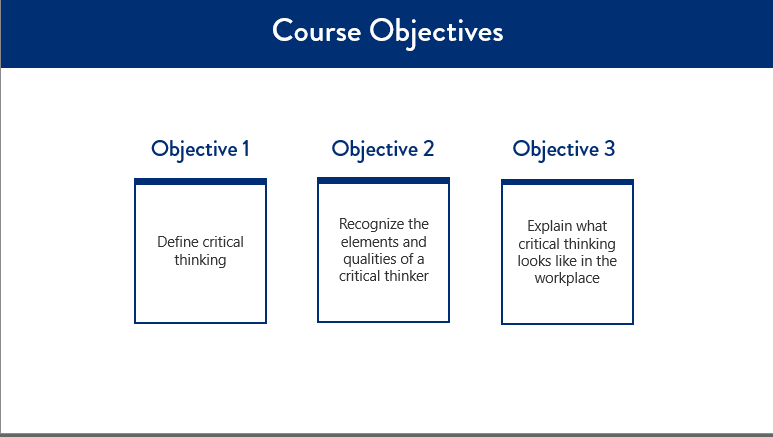 Course Objectives
Objective 1
Define critical
thinking
Objective 2
Recognize the
elements and
qualities of a
critical thinker
Objective 3
Explain what
critical thinking
looks like in the
workplace